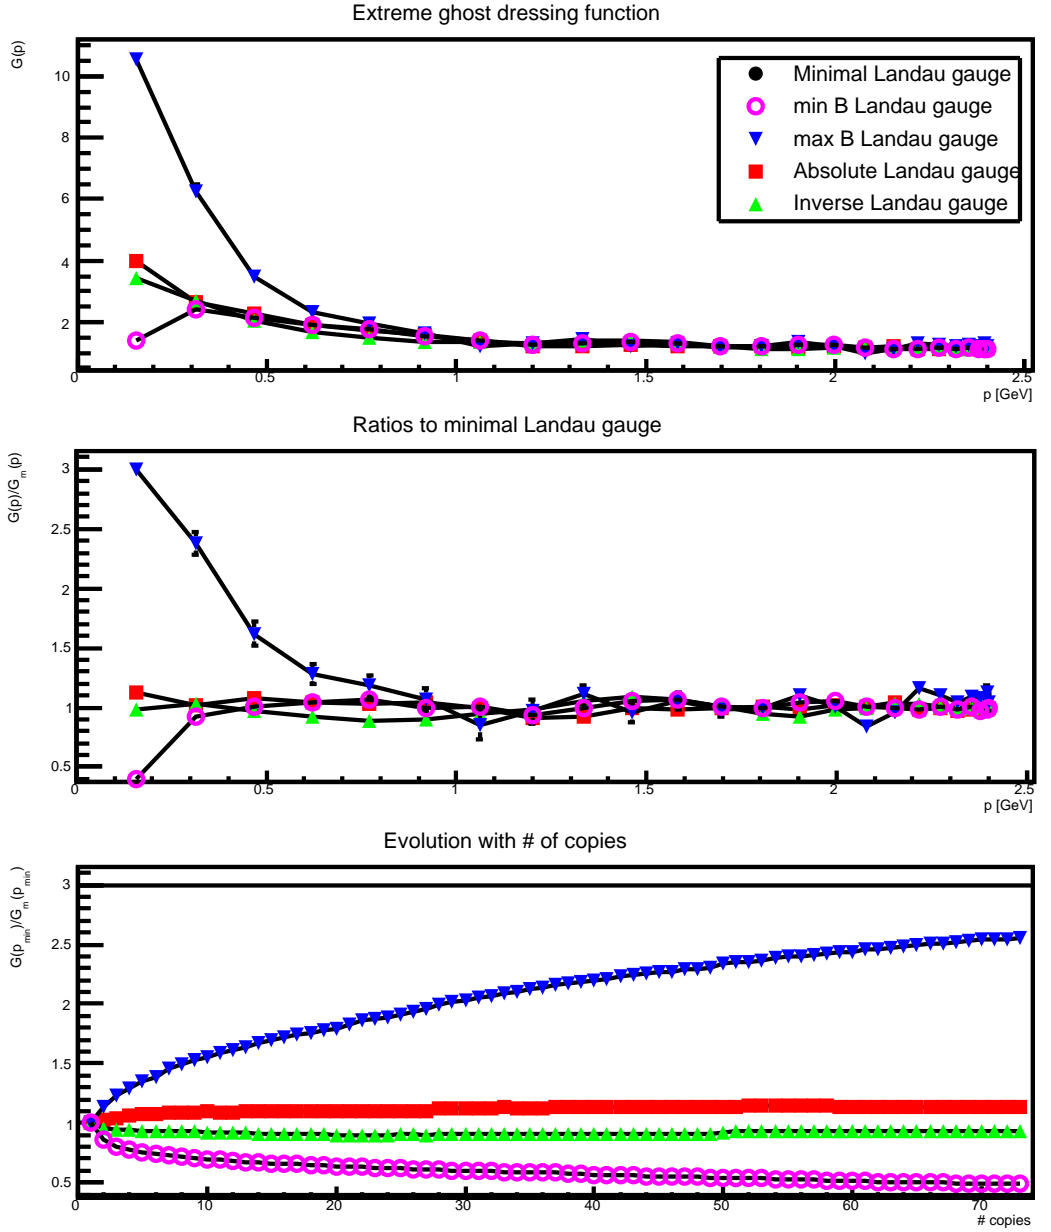 Extreme ghost dressing function
G(p)
10
8
6
4
2
0
0.5
1
1.5
2
2.5
p [GeV]
Minimal Landau gauge
min B Landau gauge
max B Landau gauge
Absolute Landau gauge
Inverse Landau gauge
Ratios to minimal Landau gauge
G(p)/G_m(p)
3
2.5
2
1.5
1
0.5
0
0.5
1
1.5
2
2.5
p [GeV]
Evolution with # of copies
G(p_min)/G_m(p_min)
3
2.5
2
1.5
1
0.5
0
10
20
30
40
50
60
70
# copies